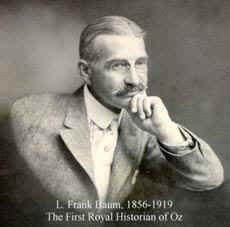 L. Frank Baum, 1856-1919
The First Royal Historian of Oz